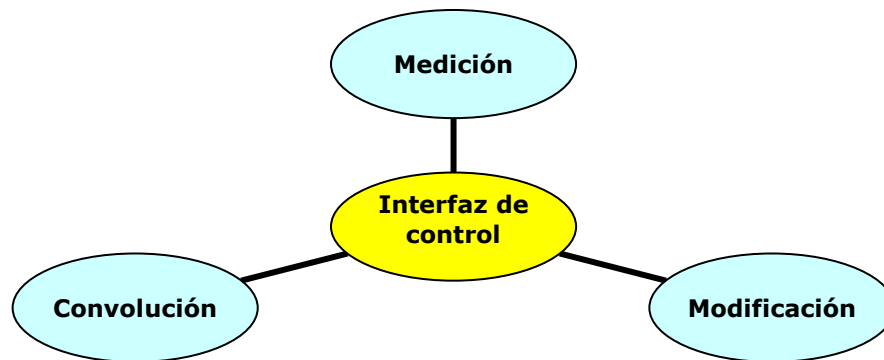 Medición
Interfaz de
control
Convolución
Modificación